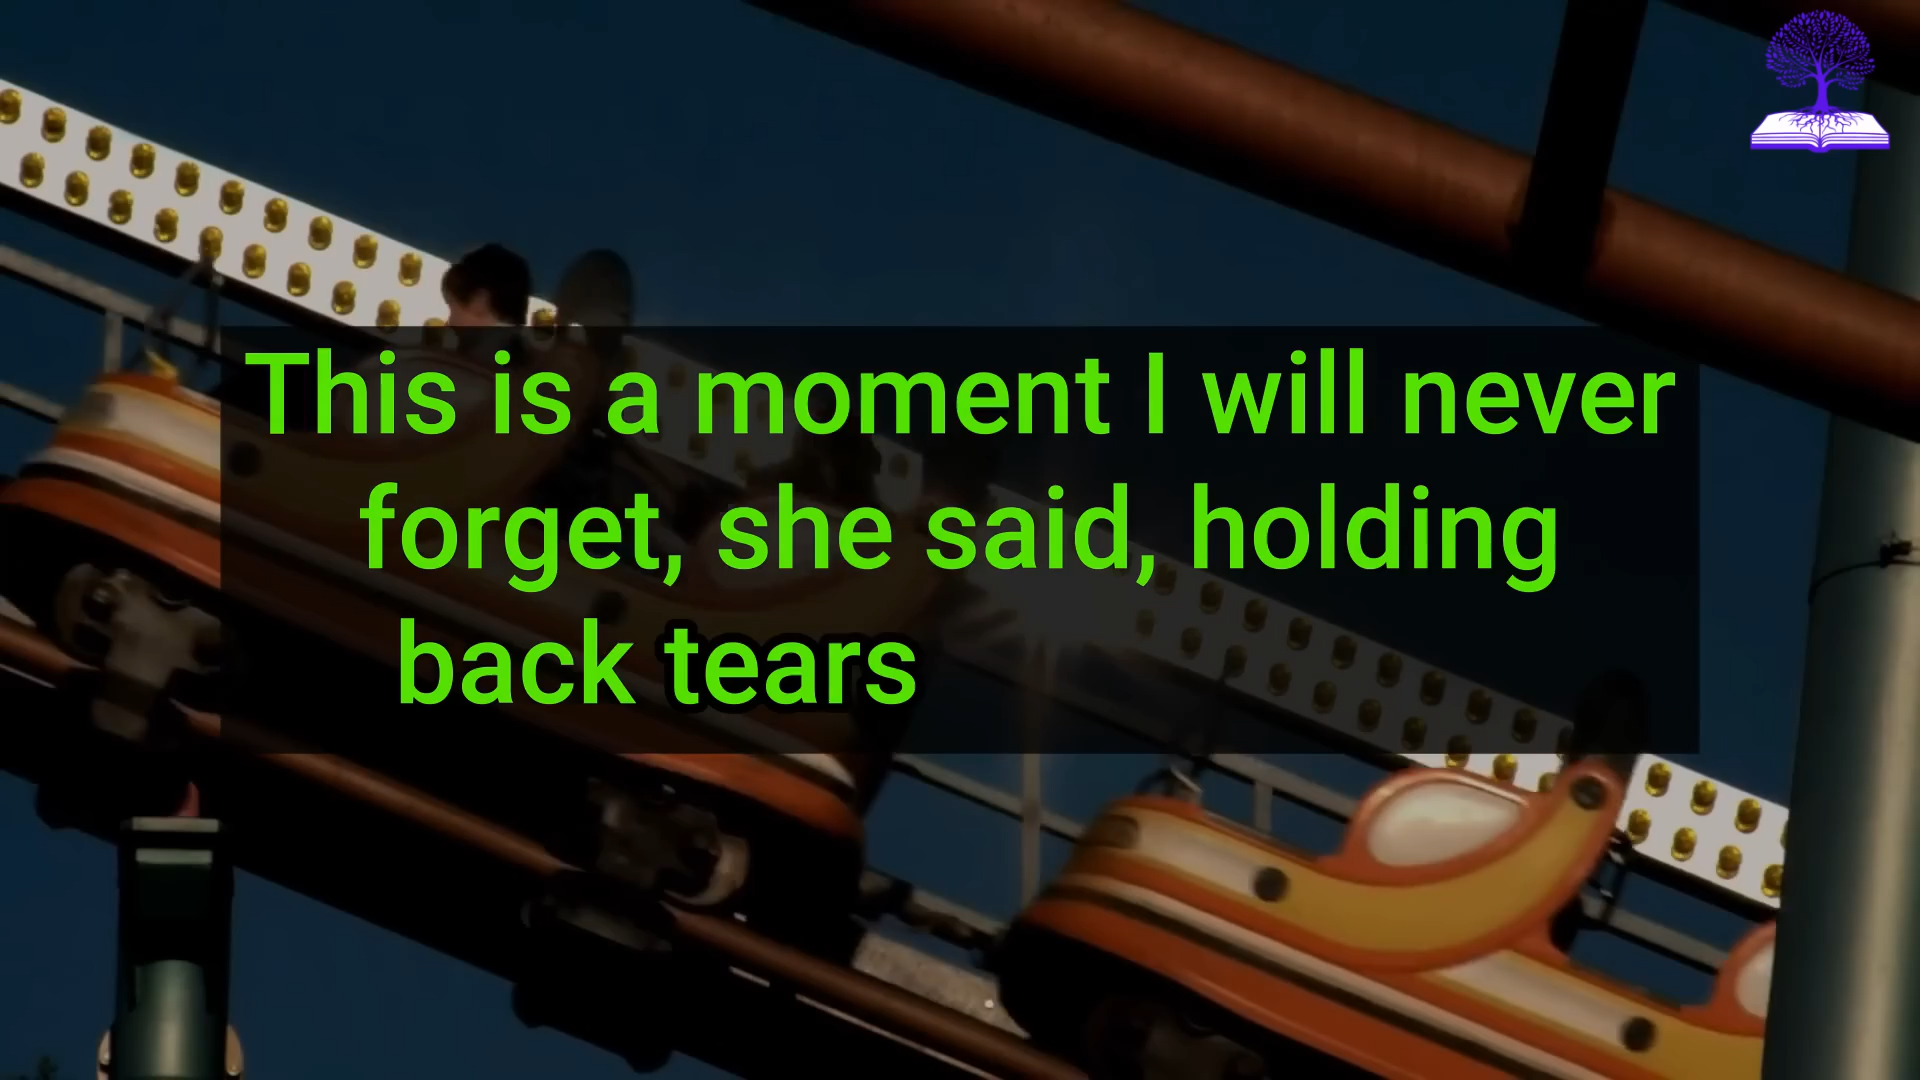 This is a moment I will never
forget, she said, holding
back tears